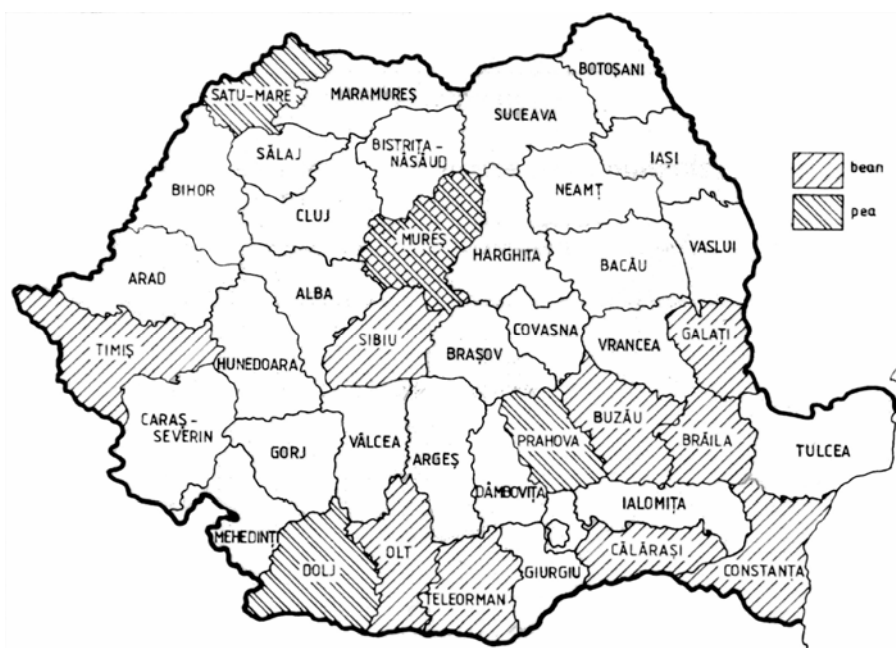 BOTOȘANI
SATU-MARE
MARAMUREȘ
SUCEAVA
BISTRIȚA-
NĂSĂUD
SĂLAJ
IAȘI
bean
BIHOR
NEAMȚ
CLUJ
pea
MUREȘ
HARGHITA
VASLUI
BACĂU
ARAD
ALBA
COVASNA
GALAȚI
TIMIȘ
SIBIU
BRAȘOV
VRANCEA
HUNEDOARA
CARAȘ-
SEVERIN
BUZĂU
GORJ
VÂLCEA
PRAHOVA
BRĂILA
TULCEA
ARGEȘ
DÂMBOVIȚA
IALOMIȚA
MEHEDINȚI
OLT
CĂLĂRAȘI
DOLJ
GIURGIU
CONSTANȚA
TELEORMAN